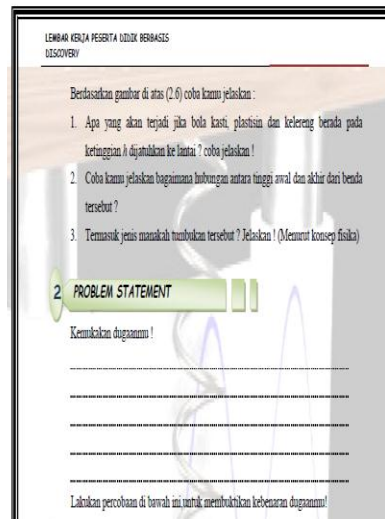 LEMBAR KERJA PESERTA DIDIK BERBASIS
DISCOVERY
Berdasarkan gambar di atas (2.6) coba kamu jelaskan :
1. Apa yang akan terjadi jika bola kasti, plastisin dan kelereng berada pada
ketinggian h dijatuhkan ke lantai ? coba jelaskan !
2. Coba kamu jelaskan bagaimana hubungan antara tinggi awal dan akhir dari benda
tersebut ?
3. Termasuk jenis manakah tumbukan tersebut ? Jelaskan ! (Menurut konsep fisika)
2 PROBLEM STATEMENT
Kemukakan dugaanmu !
Lakukan percobaan di bawah ini untuk membuktikan kebenaran dugaanmu!